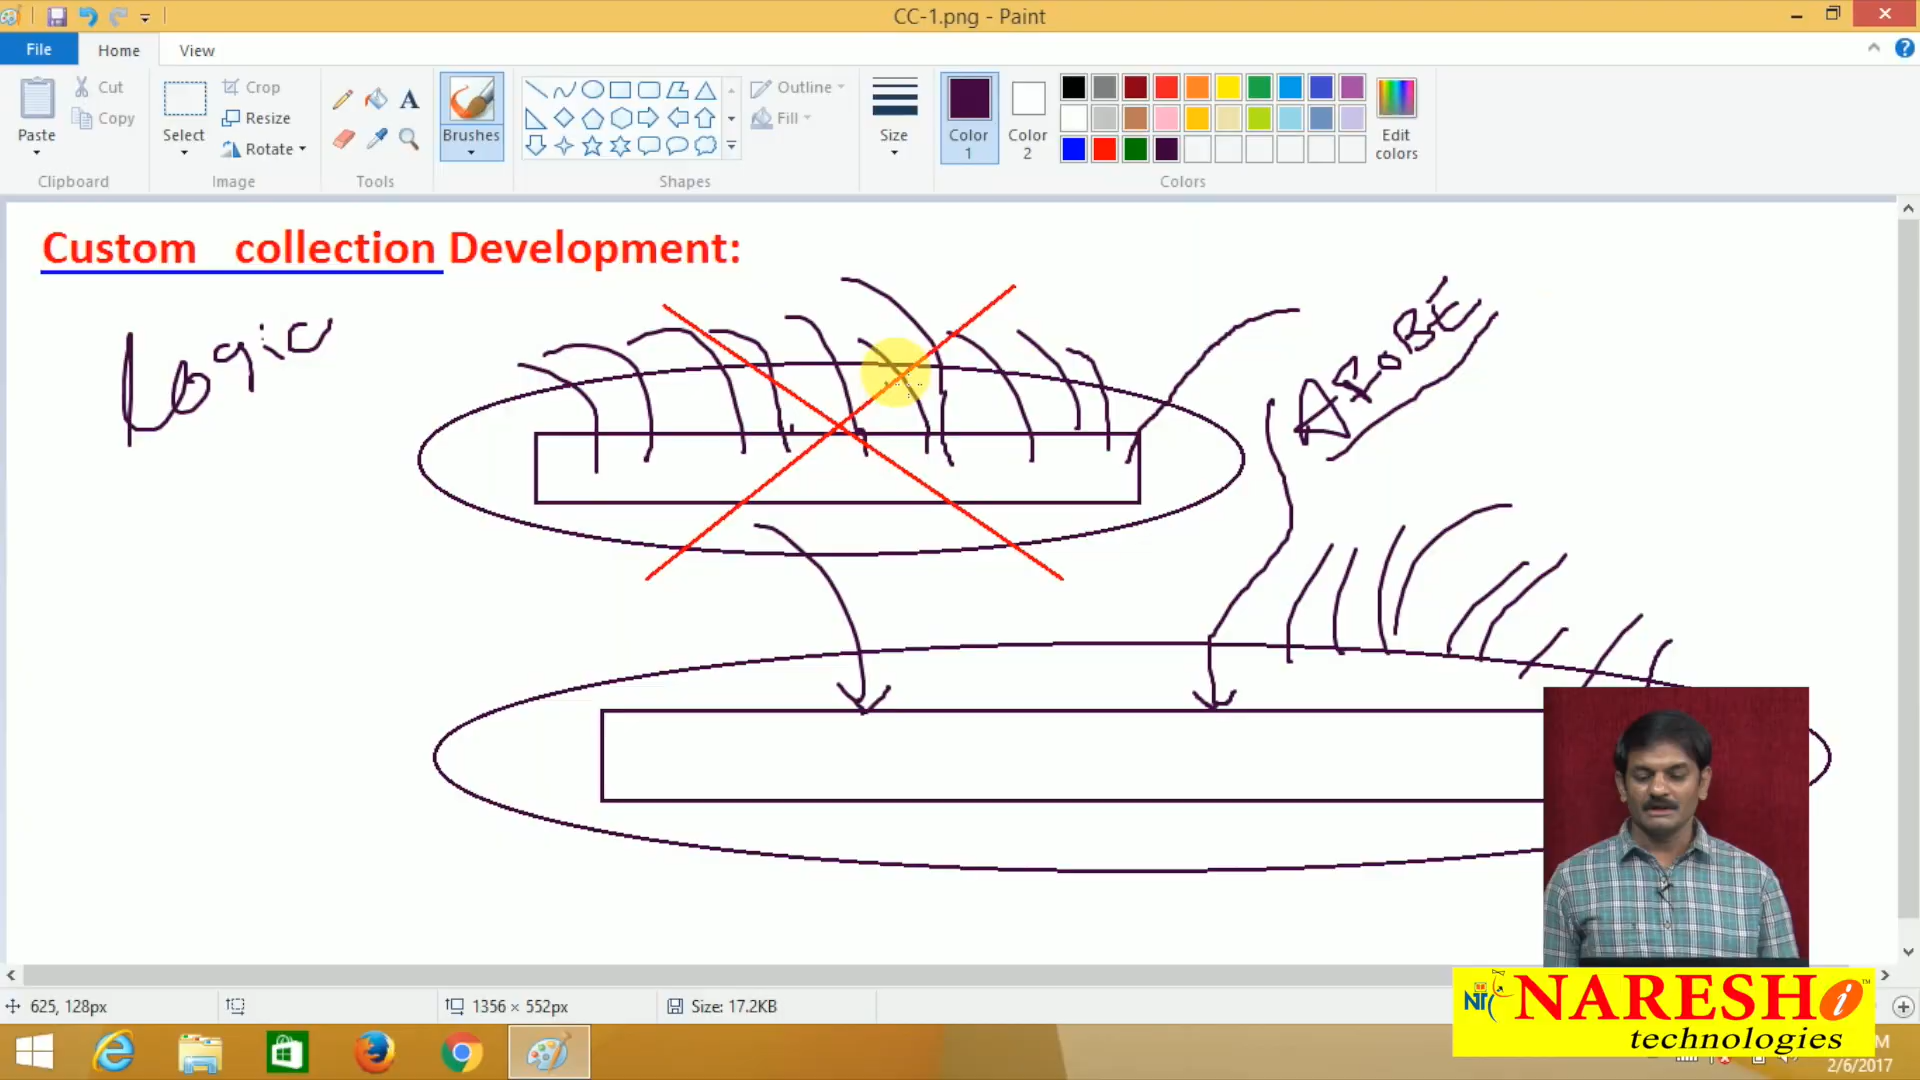 CC-1.png - Paint
File
Home
View
Paste
Cut
Copy
Select
Crop
Resize
Rotate
Brushes
Outline
Fill
Size
Color 1
Color 2
Edit colors
Clipboard
Image
Tools
Shapes
Colors
Custom collection Development:
Logic
AIOBE
625, 128px
1356 × 552px
Size: 17.2KB
NARESH i
technologies
2/6/2017